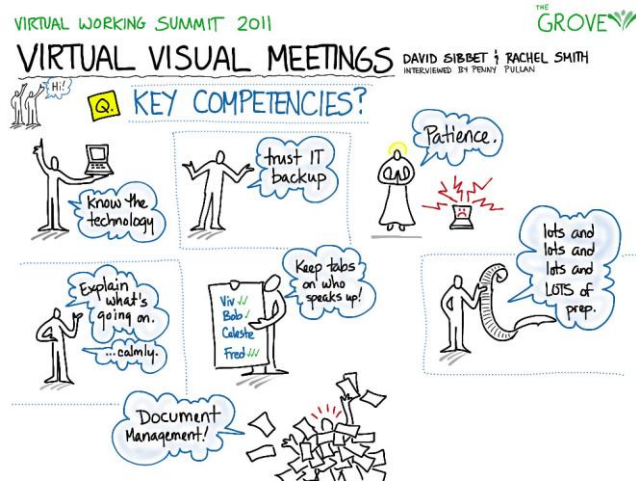 VIRTUAL WORKING SUMMIT 2011
THE
GROVE
VIRTUAL VISUAL MEETINGS
DAVID SIBBET & RACHEL SMITH
INTERVIEWED BY PENNY PULLAN
Hi!
Q.
KEY COMPETENCIES?
Know the
technology
trust IT
backup
Patience.
Explain
what's
going on.
...calmly.
Viv ✓✓
Bob ✓
Celeste
Fred ✓✓✓
Keep tabs
on who
speaks up!
lots and
lots and
lots and
LOTS of
prep.
Document
Management!